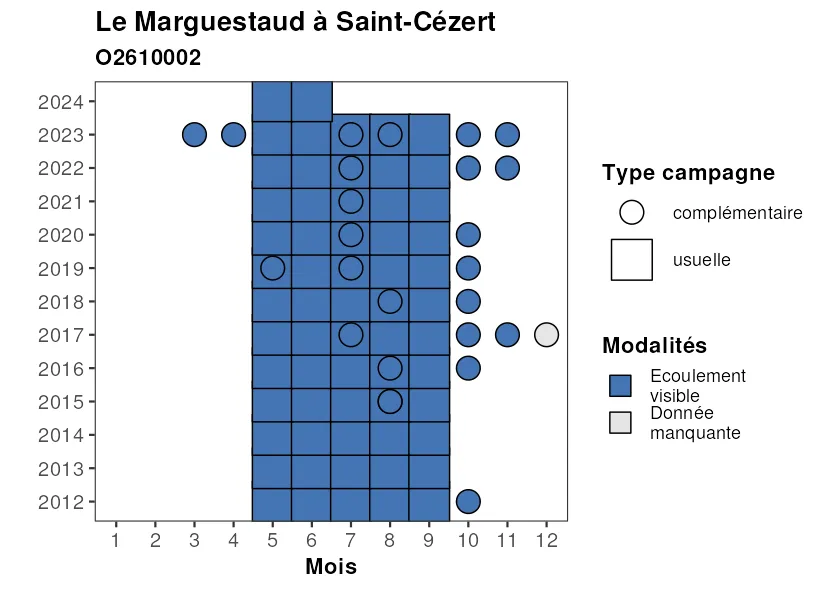 Le Marguestaud à Saint-Cézert
O2610002
2024
2023
2022
2021
2020
2019
2018
2017
2016
2015
2014
2013
2012
1 2 3 4 5 6 7 8 9 10 11 12
Mois
Type campagne
complémentaire
usuelle
Modalités
Ecoulement
visible
Donnée
manquante